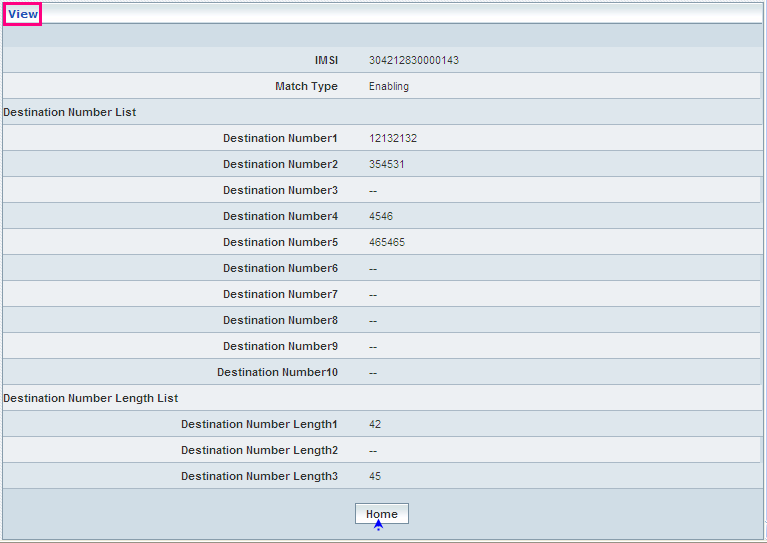 View
IMSI 304212830000143
Match Type Enabling
Destination Number List
Destination Number1 12132132
Destination Number2 354531
Destination Number3 --
Destination Number4 4546
Destination Number5 465465
Destination Number6 --
Destination Number7 --
Destination Number8 --
Destination Number9 --
Destination Number10 --
Destination Number Length List
Destination Number Length1 42
Destination Number Length2 --
Destination Number Length3 45
Home